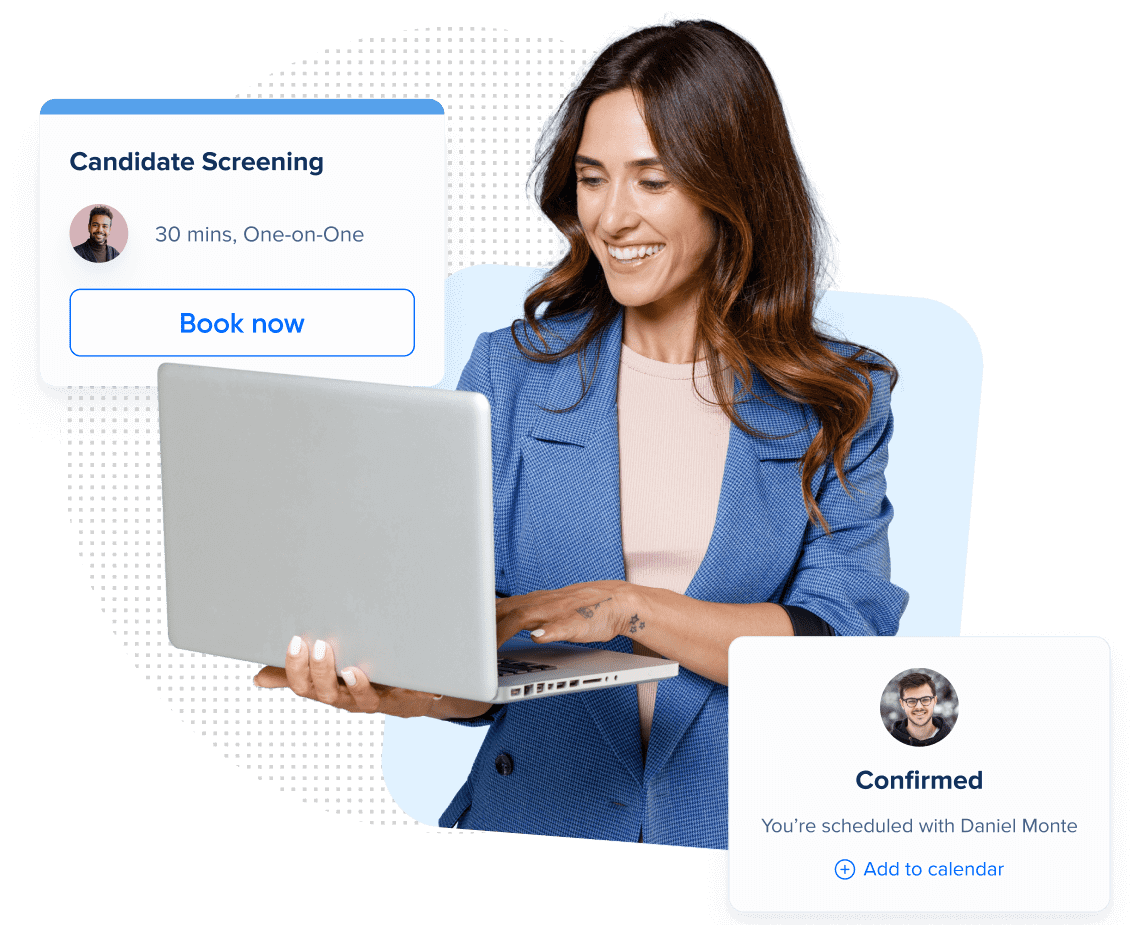 Candidate Screening
30 mins, One-on-One
Book now
Confirmed
You’re scheduled with Daniel Monte
Add to calendar